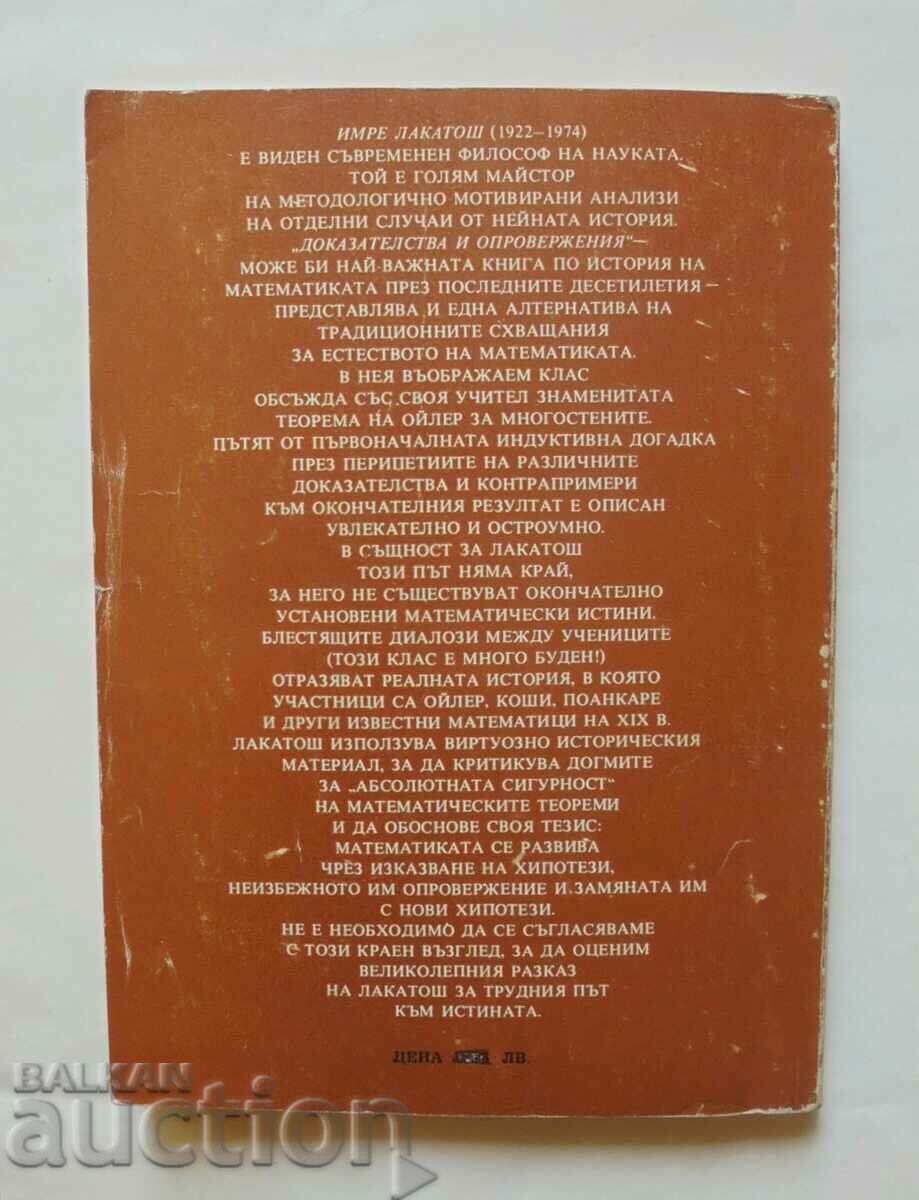 ИМРЕ ЛАКАТОШ (1922–1974)
Е ВИДЕН СЪВРЕМЕНЕН ФИЛОСОФ НА НАУКАТА.
ТОЙ Е ГОЛЯМ МАЙСТОР
НА МЕТОДОЛОГИЧНО МОТИВИРАНИ АНАЛИЗИ
НА ОТДЕЛНИ СЛУЧАИ ОТ НЕЙНАТА ИСТОРИЯ.
„ДОКАЗАТЕЛСТВА И ОПРОВЕРЖЕНИЯ“ –
МОЖЕ БИ НАЙ-ВАЖНАТА КНИГА ПО ИСТОРИЯ НА
МАТЕМАТИКАТА ПРЕЗ ПОСЛЕДНИТЕ ДЕСЕТИЛЕТИЯ –
ПРЕДСТАВЛЯВА И ЕДНА АЛТЕРНАТИВА НА
ТРАДИЦИОННИТЕ СХВАЩАНИЯ
ЗА ЕСТЕСТВОТО НА МАТЕМАТИКАТА.
В НЕЯ ВЪОБРАЖАЕМ КЛАС
ОБСЪЖДА СЪС СВОЯ УЧИТЕЛ ЗНАМЕНИТАТА
ТЕОРЕМА НА ОЙЛЕР ЗА МНОГОСТЕНИТЕ.
ПЪТЯТ ОТ ПЪРВОНАЧАЛНАТА ИНДУКТИВНА ДОГАДКА
ПРЕЗ ПЕРИПЕТИИТЕ НА РАЗЛИЧНИТЕ
ДОКАЗАТЕЛСТВА И КОНТРАПРИМЕРИ
КЪМ ОКОНЧАТЕЛНИЯ РЕЗУЛТАТ Е ОПИСАН
УВЛЕКАТЕЛНО И ОСТРОУМНО.
В СЪЩНОСТ ЗА ЛАКАТОШ
ТОЗИ ПЪТ НЯМА КРАЙ,
ЗА НЕГО НЕ СЪЩЕСТВУВАТ ОКОНЧАТЕЛНО
УСТАНОВЕНИ МАТЕМАТИЧЕСКИ ИСТИНИ.
БЛЕСТЯЩИТЕ ДИАЛОЗИ МЕЖДУ УЧЕНИЦИТЕ
(ТОЗИ КЛАС Е МНОГО БУДЕН!)
ОТРАЗЯВАТ РЕАЛНАТА ИСТОРИЯ, В КОЯТО
УЧАСТНИЦИ СА ОЙЛЕР, КОШИ, ПОАНКАРЕ
И ДРУГИ ИЗВЕСТНИ МАТЕМАТИЦИ НА XIX В.
ЛАКАТОШ ИЗПОЛЗУВА ВИРТУОЗНО ИСТОРИЧЕСКИЯ
МАТЕРИАЛ, ЗА ДА КРИТИКУВА ДОГМИТЕ
ЗА „АБСОЛЮТНАТА СИГУРНОСТ“
НА МАТЕМАТИЧЕСКИТЕ ТЕОРЕМИ
И ДА ОБОСНОВЕ СВОЯ ТЕЗИС:
МАТЕМАТИКАТА СЕ РАЗВИВА
ЧРЕЗ ИЗКАЗВАНЕ НА ХИПОТЕЗИ,
НЕИЗБЕЖНОТО ИМ ОПРОВЕРЖЕНИЕ И ЗАМЯНАТА ИМ
С НОВИ ХИПОТЕЗИ.
НЕ Е НЕОБХОДИМО ДА СЕ СЪГЛАСЯВАМЕ
С ТОЗИ КРАЕН ВЪЗГЛЕД, ЗА ДА ОЦЕНИМ
ВЕЛИКОЛЕПНИЯ РАЗКАЗ
НА ЛАКАТОШ ЗА ТРУДНИЯ ПЪТ
КЪМ ИСТИНАТА.
ЦЕНА ЛВ.
BALKAN
auction